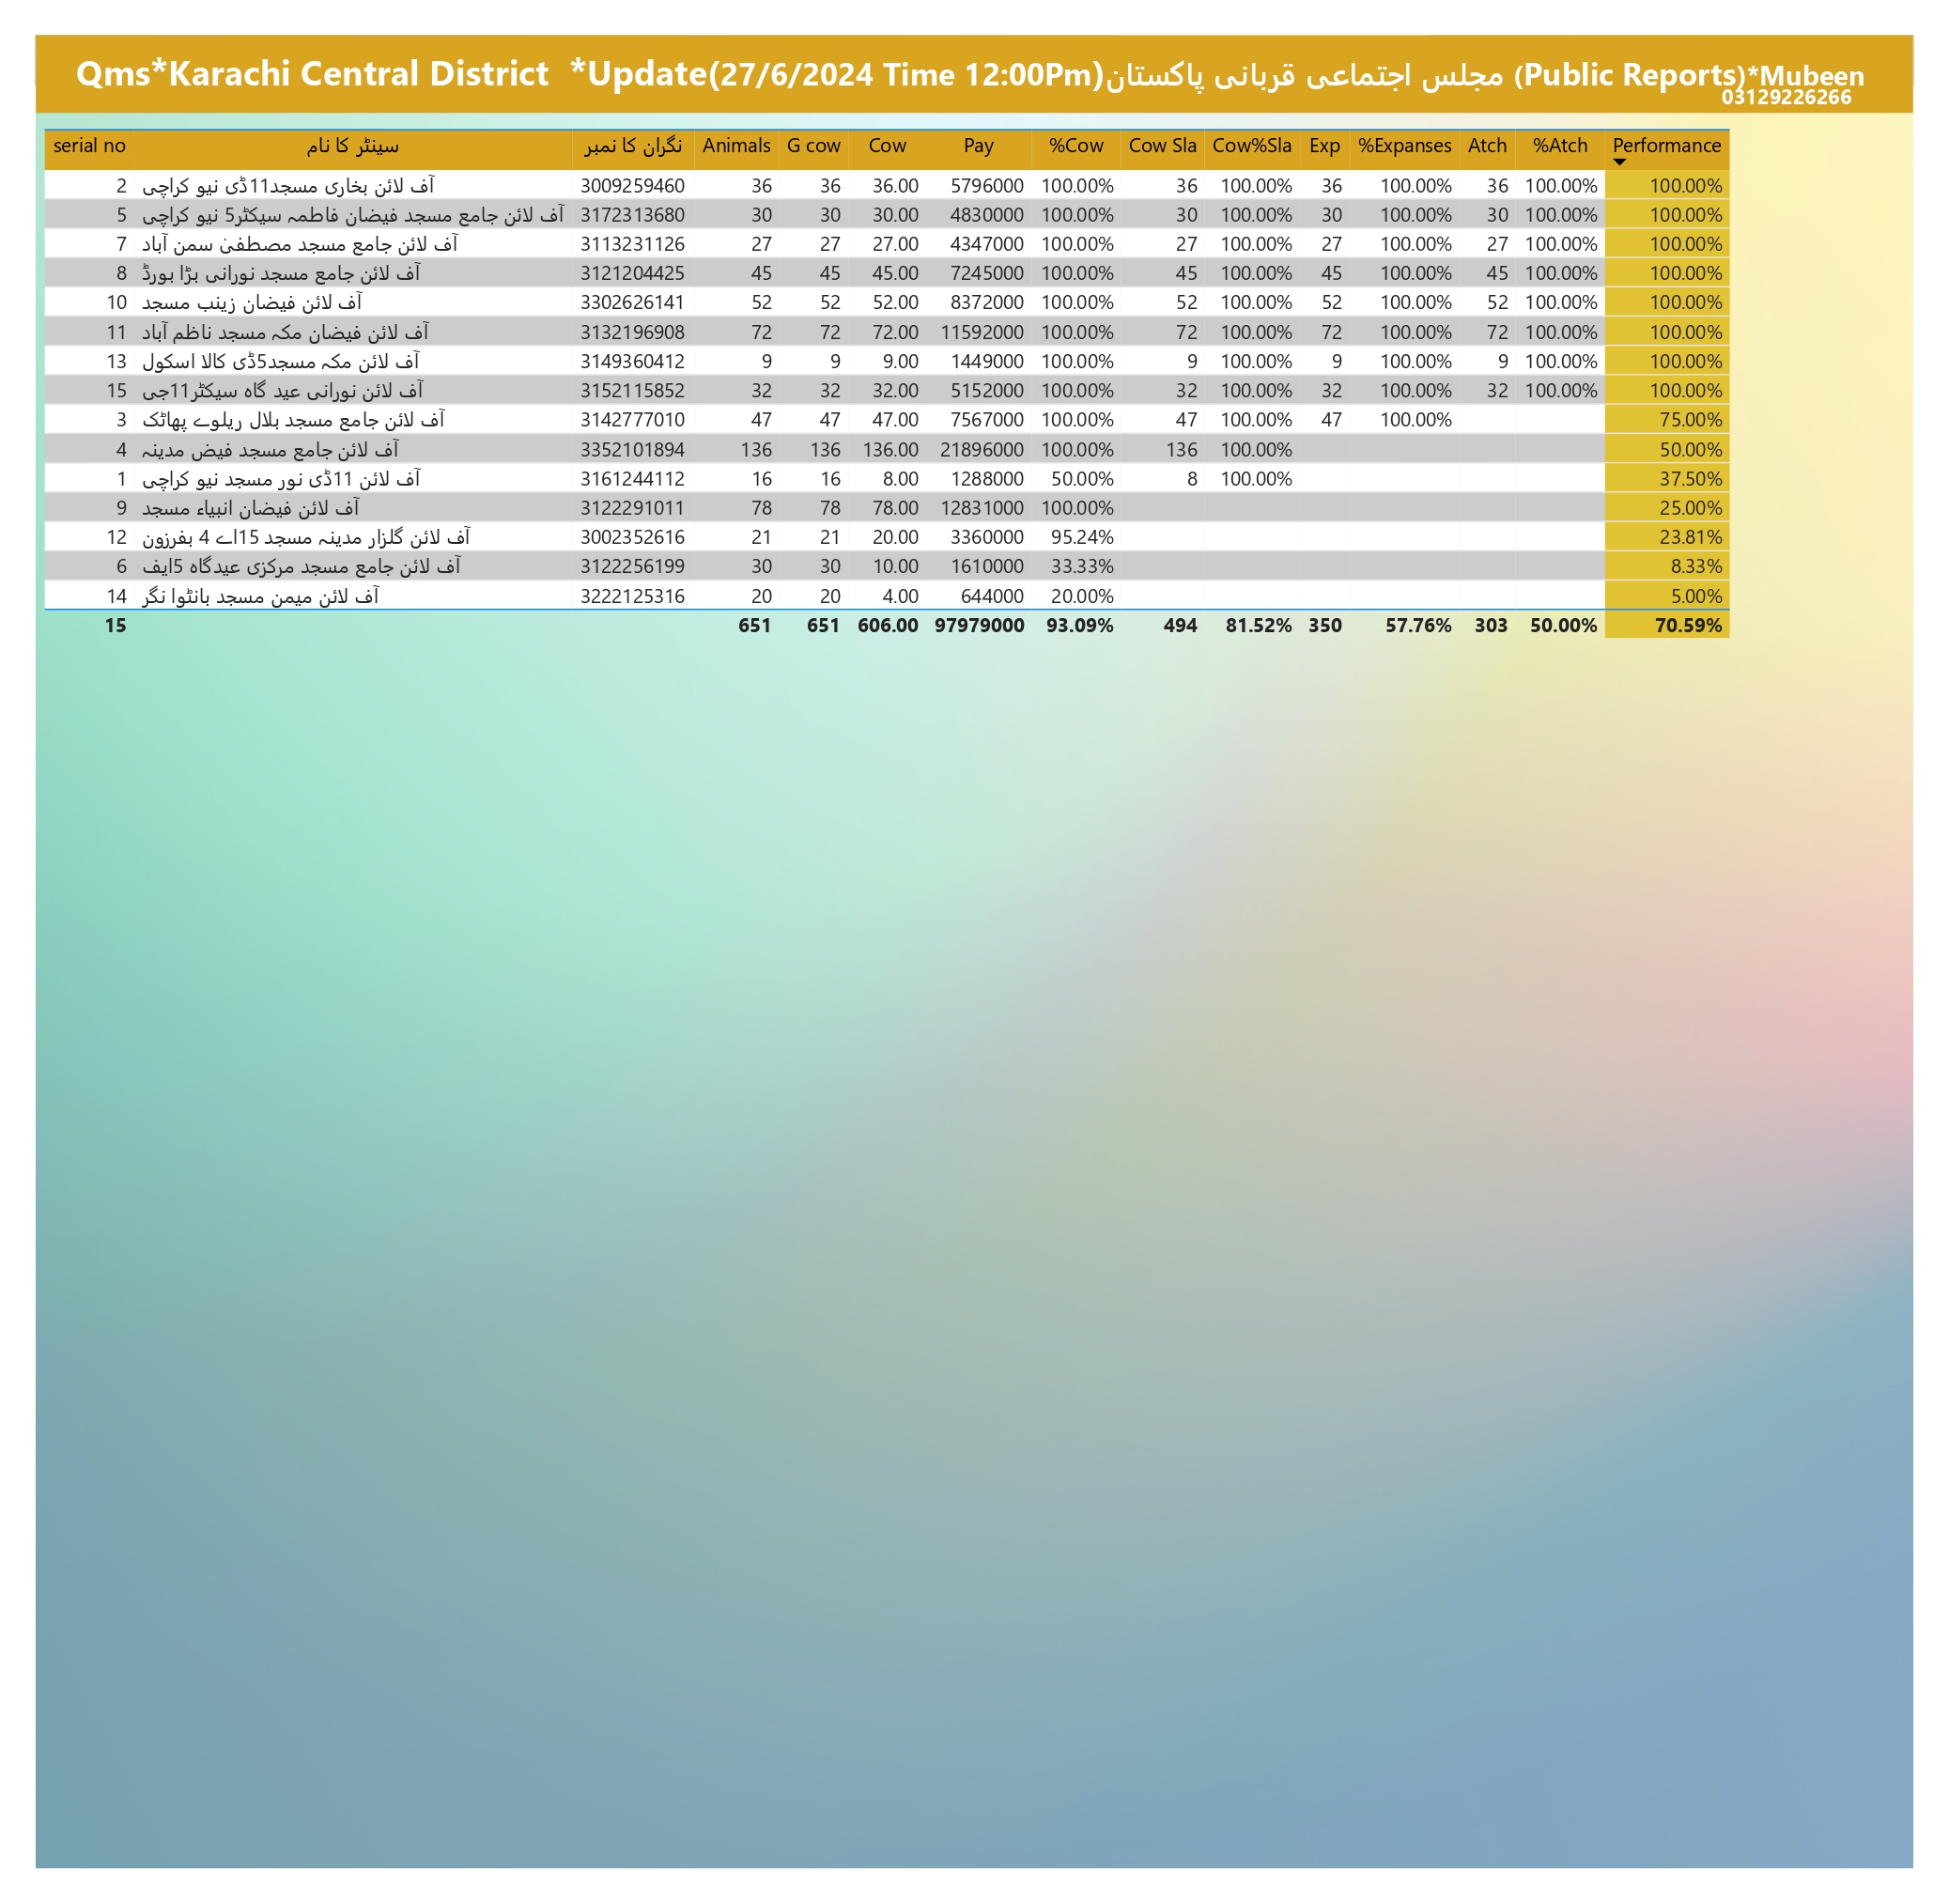 Qms*Karachi Central District *Update(27/6/2024 Time 12:00Pm)مجلس اجتماعی قربانی پاکستان (Public Reports)*Mubeen
03129226266
serial no سینٹر کا نام نگران کا نمبر Animals G cow Cow Pay %Cow Cow Sla Cow%Sla Exp %Expanses Atch %Atch Performance
2 آف لائن بخاری مسجد11ڈی نیو کراچی 3009259460 36 36 36.00 5796000 100.00% 36 100.00% 36 100.00% 36 100.00% 100.00%
5 آف لائن جامع مسجد فیضان فاطمہ سیکٹر5 نیو کراچی 3172313680 30 30 30.00 4830000 100.00% 30 100.00% 30 100.00% 30 100.00% 100.00%
7 آف لائن جامع مسجد مصطفیٰ سمن آباد 3113231126 27 27 27.00 4347000 100.00% 27 100.00% 27 100.00% 27 100.00% 100.00%
8 آف لائن جامع مسجد نورانی بڑا بورڈ 3121204425 45 45 45.00 7245000 100.00% 45 100.00% 45 100.00% 45 100.00% 100.00%
10 آف لائن فیضان زینب مسجد 3302626141 52 52 52.00 8372000 100.00% 52 100.00% 52 100.00% 52 100.00% 100.00%
11 آف لائن فیضان مکہ مسجد ناظم آباد 3132196908 72 72 72.00 11592000 100.00% 72 100.00% 72 100.00% 72 100.00% 100.00%
13 آف لائن مکہ مسجد5ڈی کالا اسکول 3149360412 9 9 9.00 1449000 100.00% 9 100.00% 9 100.00% 9 100.00% 100.00%
15 آف لائن نورانی عید گاہ سیکٹر11جی 3152115852 32 32 32.00 5152000 100.00% 32 100.00% 32 100.00% 32 100.00% 100.00%
3 آف لائن جامع مسجد بلال ریلوے پھاٹک 3142777010 47 47 47.00 7567000 100.00% 47 100.00% 47 100.00% 75.00%
4 آف لائن جامع مسجد فیض مدینہ 3352101894 136 136 136.00 21896000 100.00% 136 100.00% 50.00%
1 آف لائن 11ڈی نور مسجد نیو کراچی 3161244112 16 16 8.00 1288000 50.00% 8 100.00% 37.50%
9 آف لائن فیضان انبیاء مسجد 3122291011 78 78 78.00 12831000 100.00% 25.00%
12 آف لائن گلزار مدینہ مسجد 15اے 4 بفرزون 3002352616 21 21 20.00 3360000 95.24% 23.81%
6 آف لائن جامع مسجد مرکزی عیدگاہ 5ایف 3122256199 30 30 10.00 1610000 33.33% 8.33%
14 آف لائن میمن مسجد بانٹوا نگر 3222125316 20 20 4.00 644000 20.00% 5.00%
15 651 651 606.00 97979000 93.09% 494 81.52% 350 57.76% 303 50.00% 70.59%